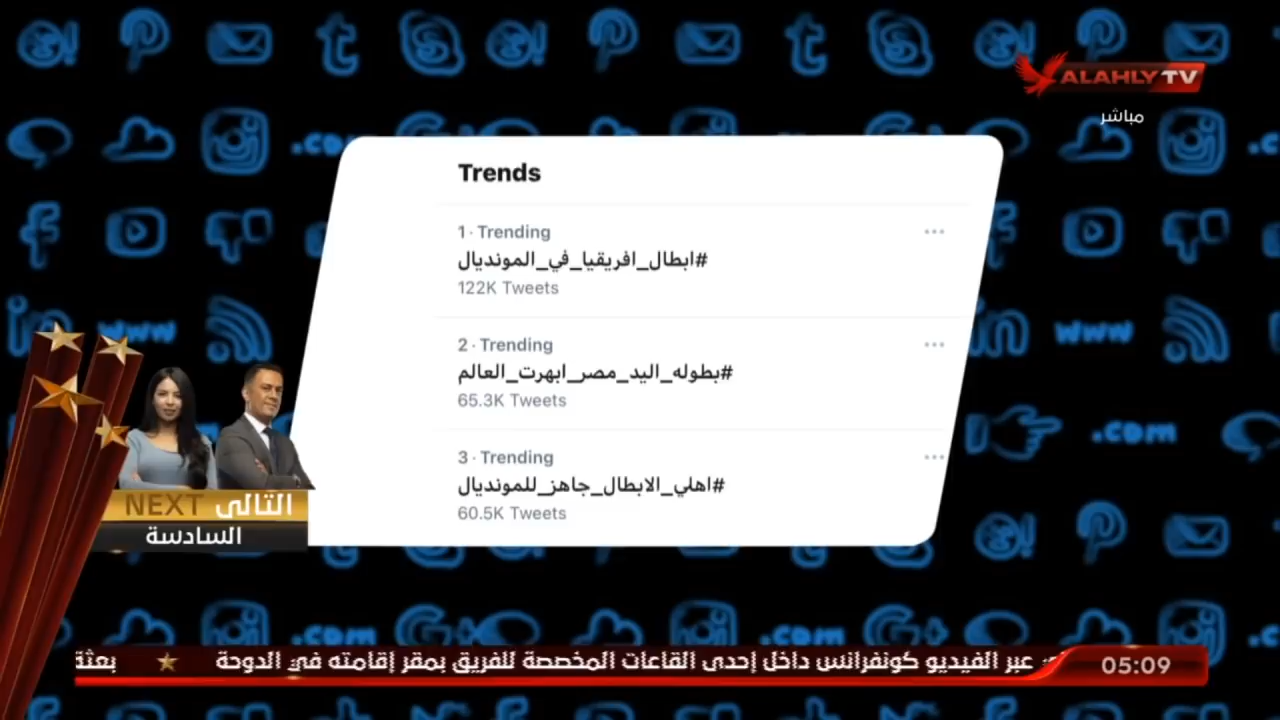 ALAHLY TV
مباشر
Trends
1 · Trending
#ابطال_افريقيا_في_المونديال
122K Tweets
2 · Trending
#بطوله_اليد_مصر_ابهرت_العالم
65.3K Tweets
3 · Trending
#اهلي_الابطال_جاهز_للمونديال
60.5K Tweets
NEXT التالى
السادسة
عبر الفيديو كونفرانس داخل إحدى القاعات المخصصة للفريق بمقر إقامته في الدوحة ★ بعثة
05:09